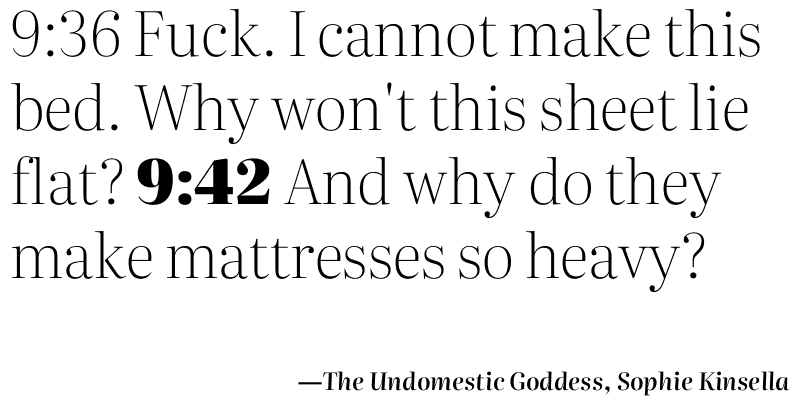 9:36 Fuck. I cannot make this
bed. Why won't this sheet lie
flat? 9:42 And why do they
make mattresses so heavy?
—The Undomestic Goddess, Sophie Kinsella